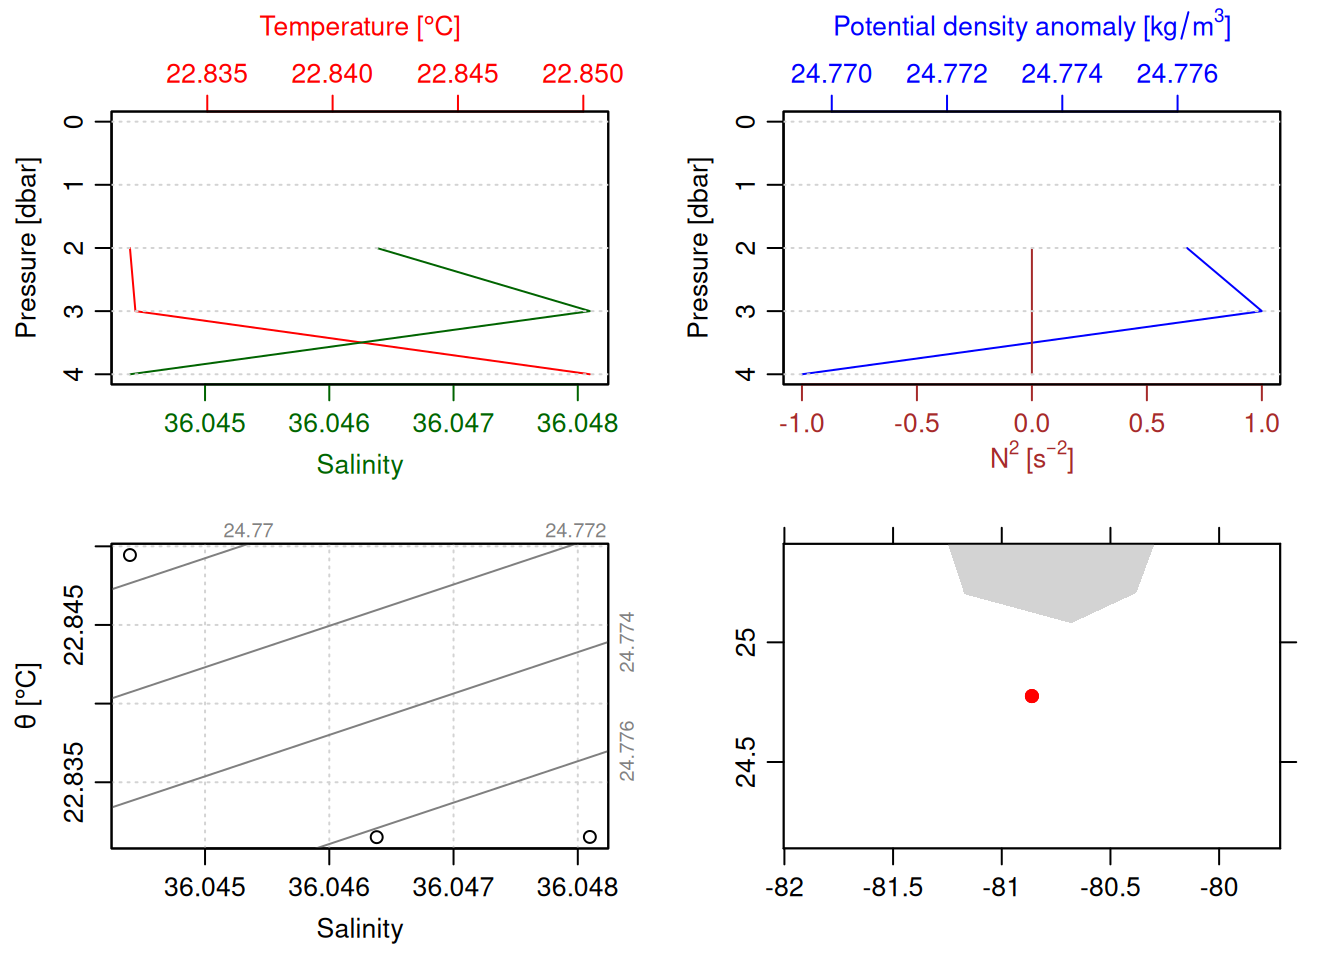 Temperature [°C]
22.835 22.840 22.845 22.850
Pressure [dbar]
0
1
2
3
4
36.045 36.046 36.047 36.048
Salinity
Potential density anomaly [kg/m³]
24.770 24.772 24.774 24.776
Pressure [dbar]
0
1
2
3
4
-1.0 -0.5 0.0 0.5 1.0
N² [s⁻²]
24.77 24.772
θ [°C]
22.845
22.835
24.774
24.776
36.045 36.046 36.047 36.048
Salinity
25
24.5
-82 -81.5 -81 -80.5 -80